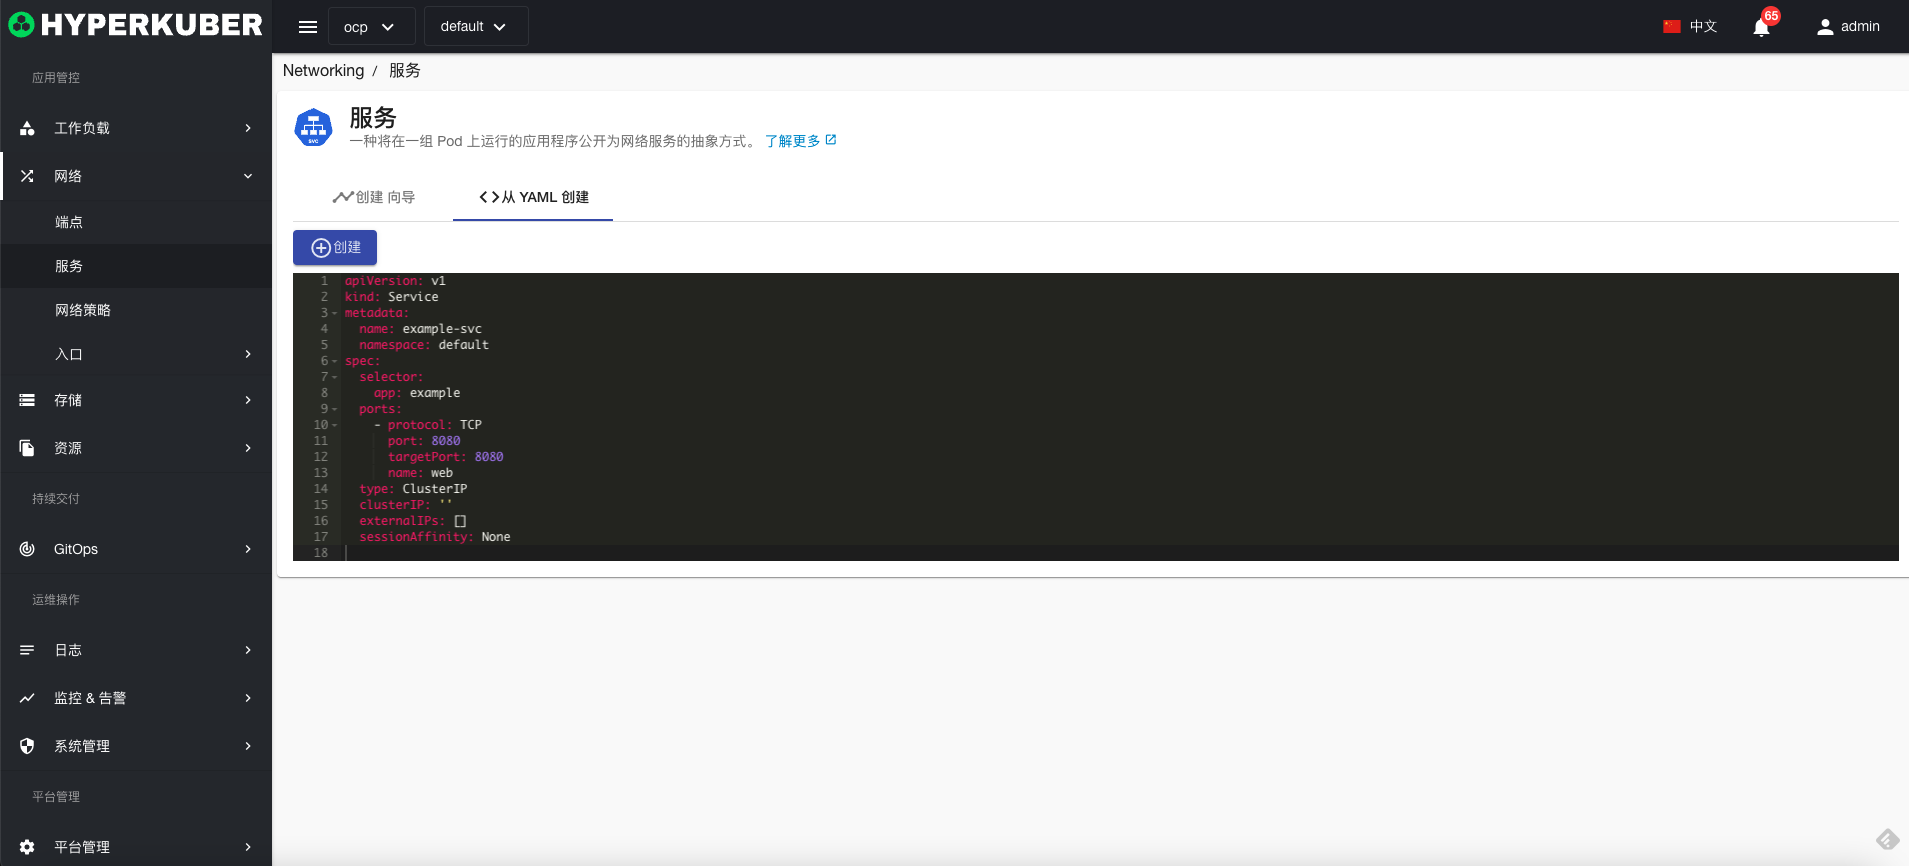 HYPERKUBER
ocp
default
中文
65
admin
应用管控
工作负载
网络
端点
服务
网络策略
入口
存储
资源
持续交付
GitOps
运维操作
日志
监控 & 告警
系统管理
平台管理
平台管理
Networking / 服务
svc
服务
一种将在一组 Pod 上运行的应用程序公开为网络服务的抽象方式。 了解更多
创建 向导
从 YAML 创建
创建
1 apiVersion: v1
2 kind: Service
3 metadata:
4   name: example-svc
5   namespace: default
6 spec:
7   selector:
8     app: example
9   ports:
10     - protocol: TCP
11       port: 8080
12       targetPort: 8080
13       name: web
14   type: ClusterIP
15   clusterIP: ''
16   externalIPs: []
17   sessionAffinity: None
18